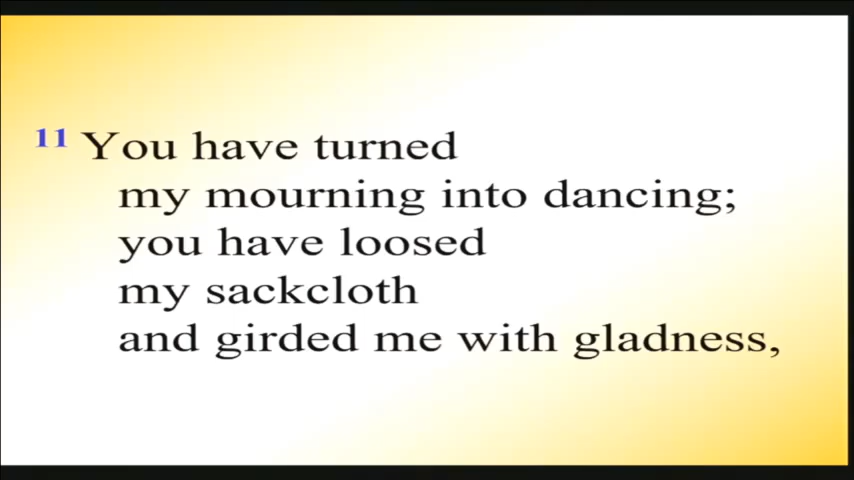 11 You have turned
my mourning into dancing;
you have loosed
my sackcloth
and girded me with gladness,